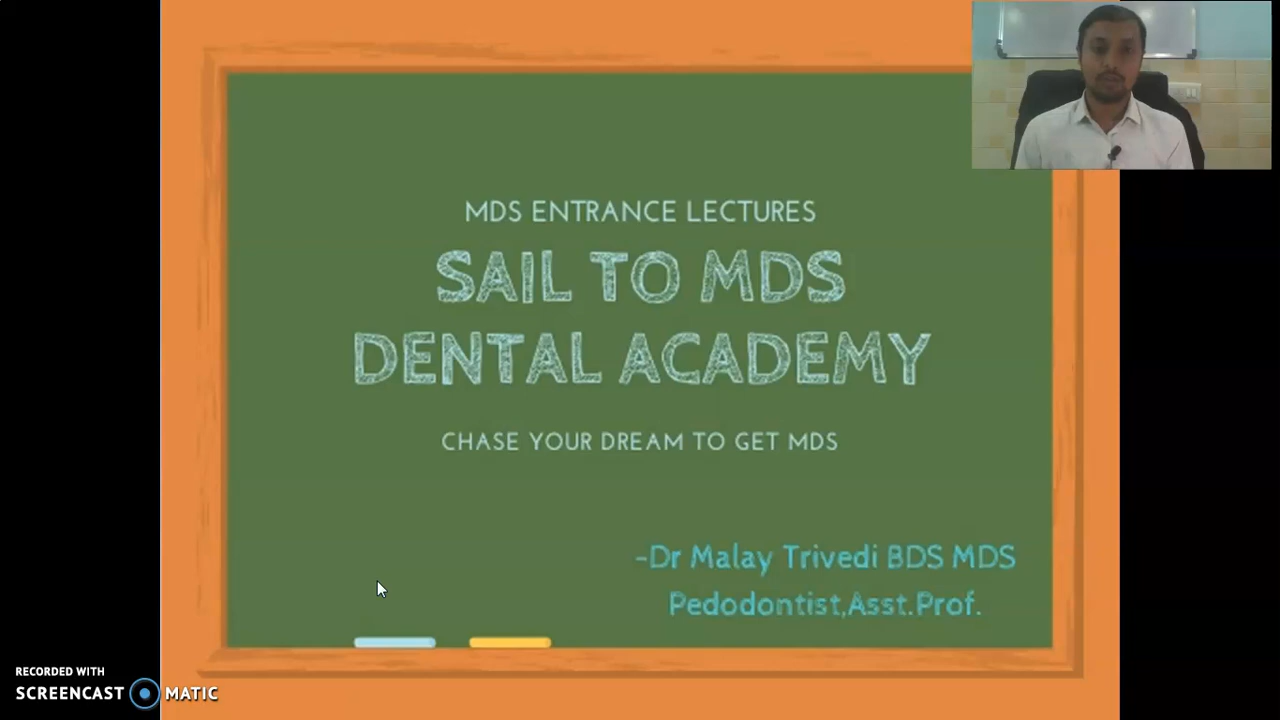 MDS ENTRANCE LECTURES
SAIL TO MDS
DENTAL ACADEMY
CHASE YOUR DREAM TO GET MDS
-Dr Malay Trivedi BDS MDS
Pedodontist,Asst.Prof.
RECORDED WITH
SCREENCAST MATIC